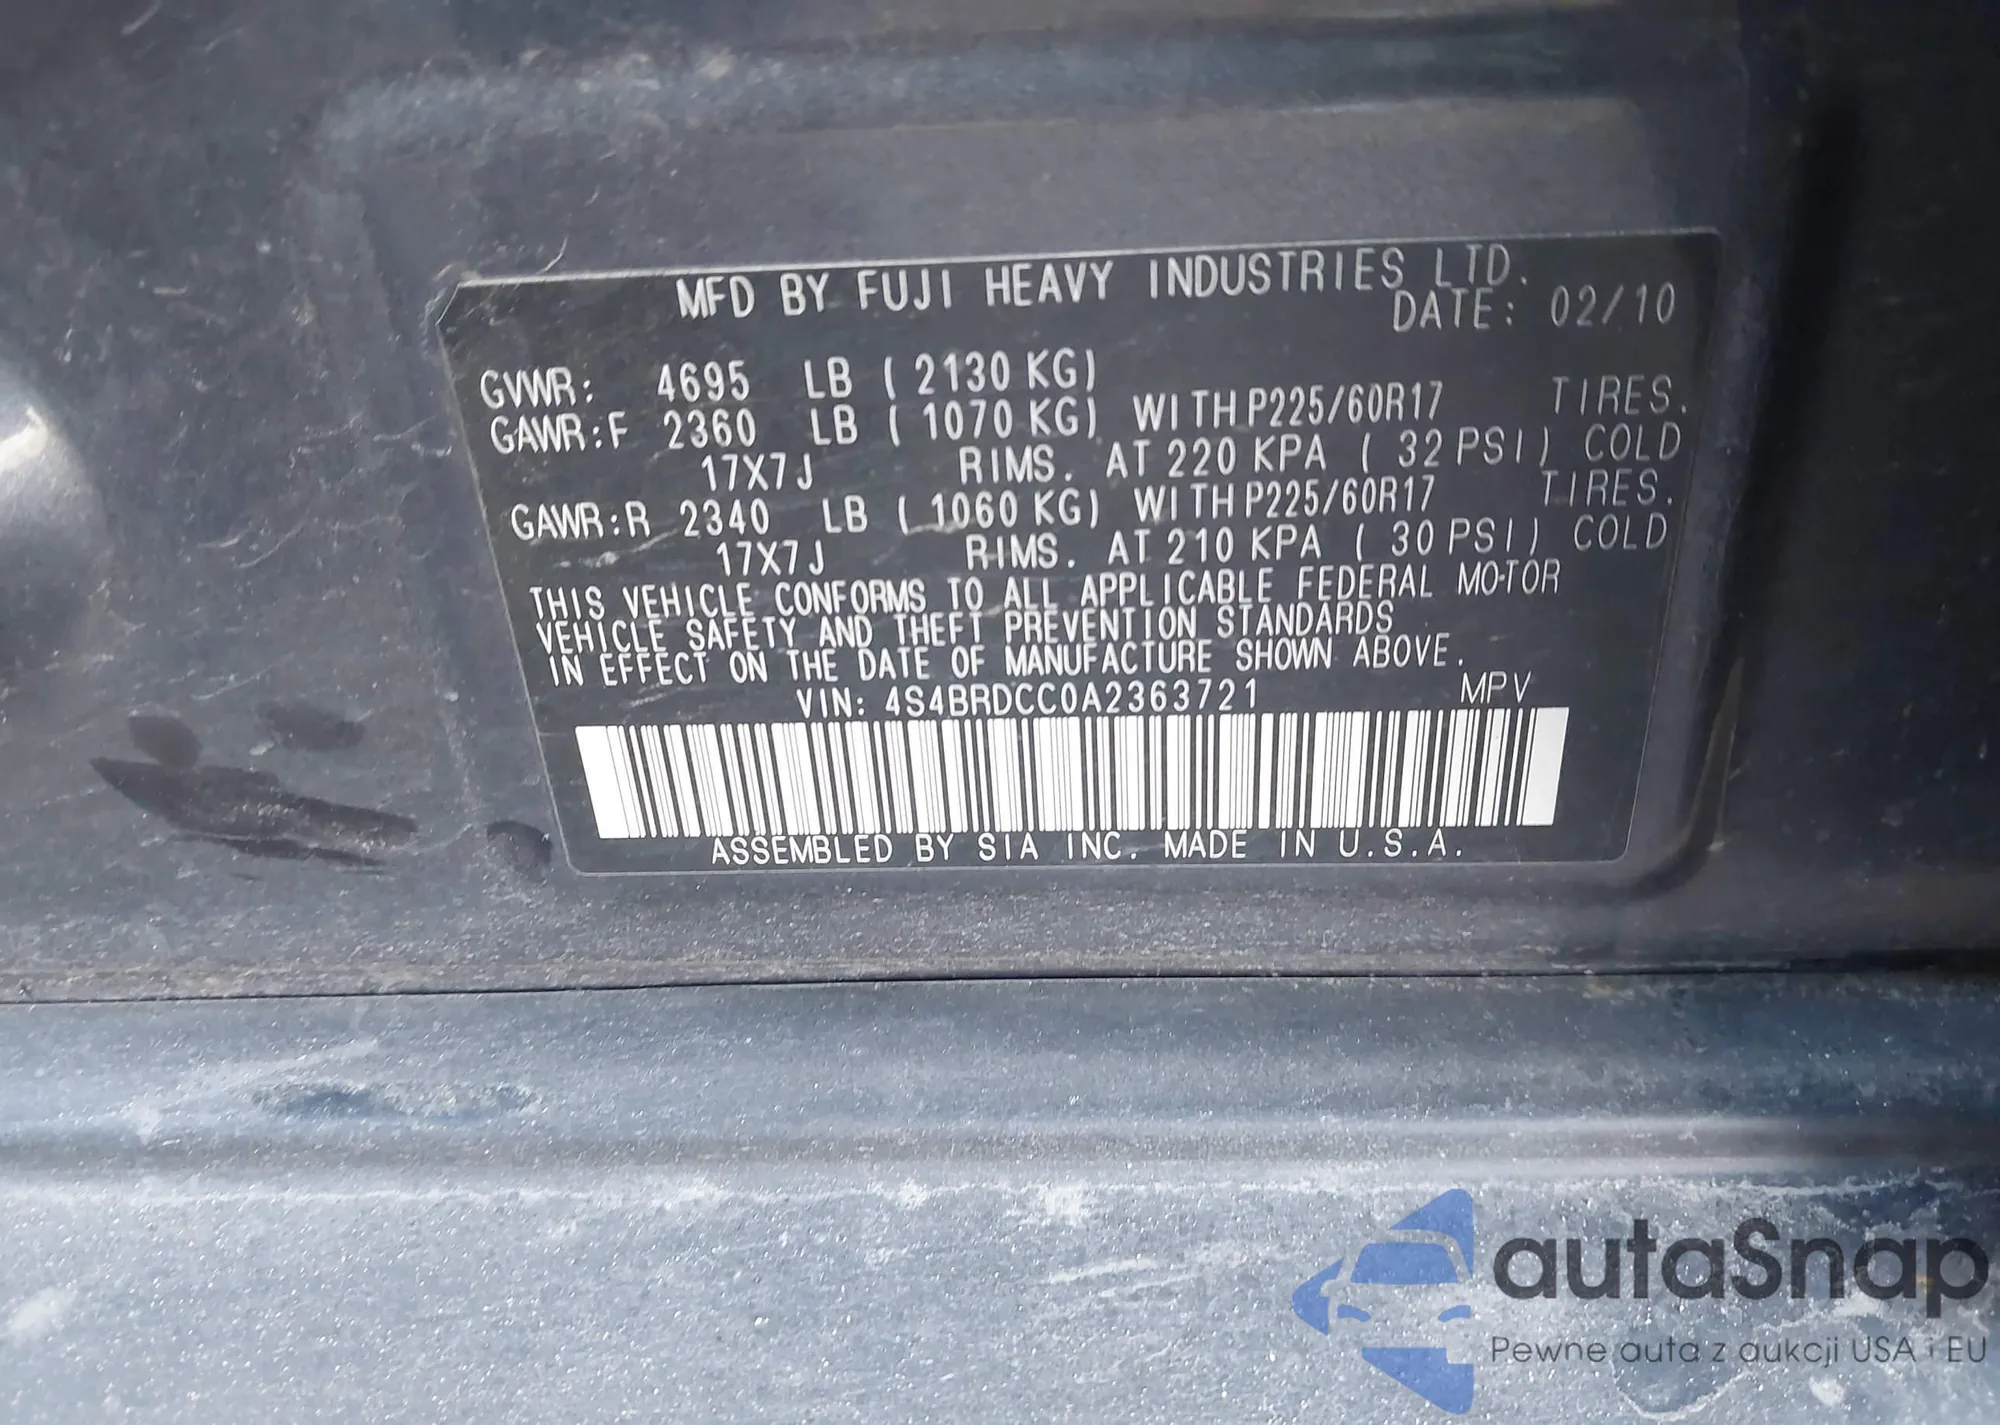 MFD BY FUJI HEAVY INDUSTRIES LTD.
DATE: 02/10
GVWR: 4695 LB ( 2130 KG)
GAWR:F 2360 LB ( 1070 KG) WITH P225/60R17 TIRES.
17X7J RIMS. AT 220 KPA ( 32 PSI) COLD
GAWR:R 2340 LB ( 1060 KG) WITH P225/60R17 TIRES.
17X7J RIMS. AT 210 KPA ( 30 PSI) COLD
THIS VEHICLE CONFORMS TO ALL APPLICABLE FEDERAL MOTOR
VEHICLE SAFETY AND THEFT PREVENTION STANDARDS
IN EFFECT ON THE DATE OF MANUFACTURE SHOWN ABOVE.
VIN: 4S4BRDCC0A2363721 MPV
ASSEMBLED BY SIA INC. MADE IN U.S.A.
autaSnap
Pewne auta z aukcji USA i EU